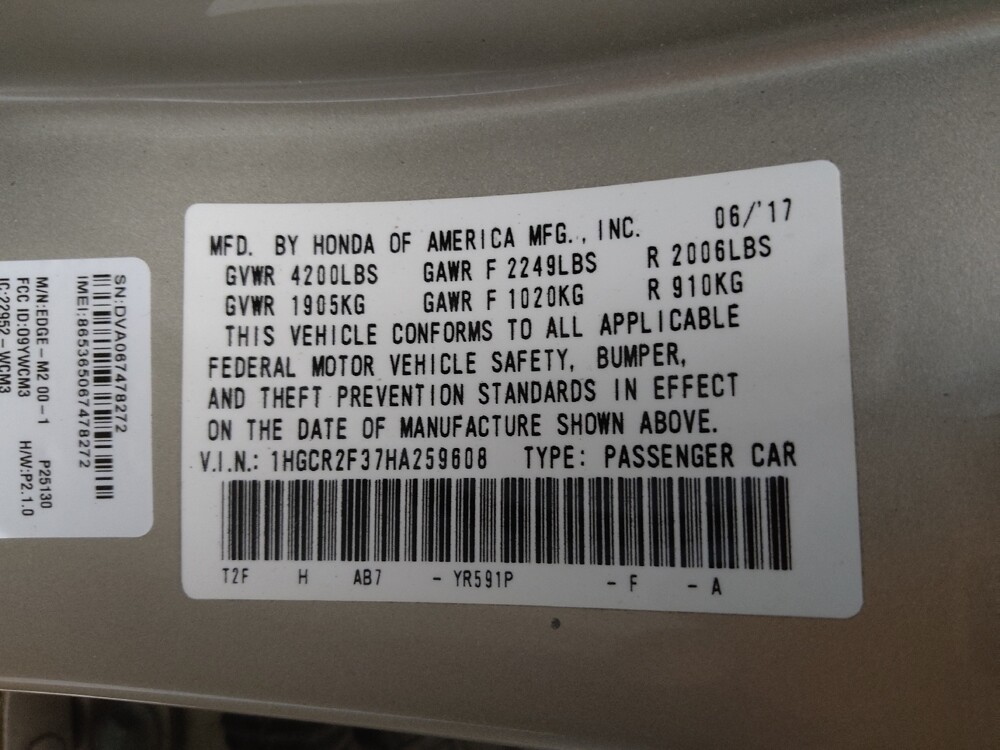 MFD. BY HONDA OF AMERICA MFG., INC. 06/'17
GVWR 4200LBS GAWR F 2249LBS R 2006LBS
GVWR 1905KG GAWR F 1020KG R 910KG
THIS VEHICLE CONFORMS TO ALL APPLICABLE
FEDERAL MOTOR VEHICLE SAFETY, BUMPER,
AND THEFT PREVENTION STANDARDS IN EFFECT
ON THE DATE OF MANUFACTURE SHOWN ABOVE.
V.I.N.: 1HGCR2F37HA259608 TYPE: PASSENGER CAR
T2F H AB7 - YR591P - F - A
SN:DVA067478272
IMEI:865365067478272
M/N:EDGE-M2 00-1 P25130
FCC ID:09YWCM3 H/W:P2.1.0
IC:22952-WCM3